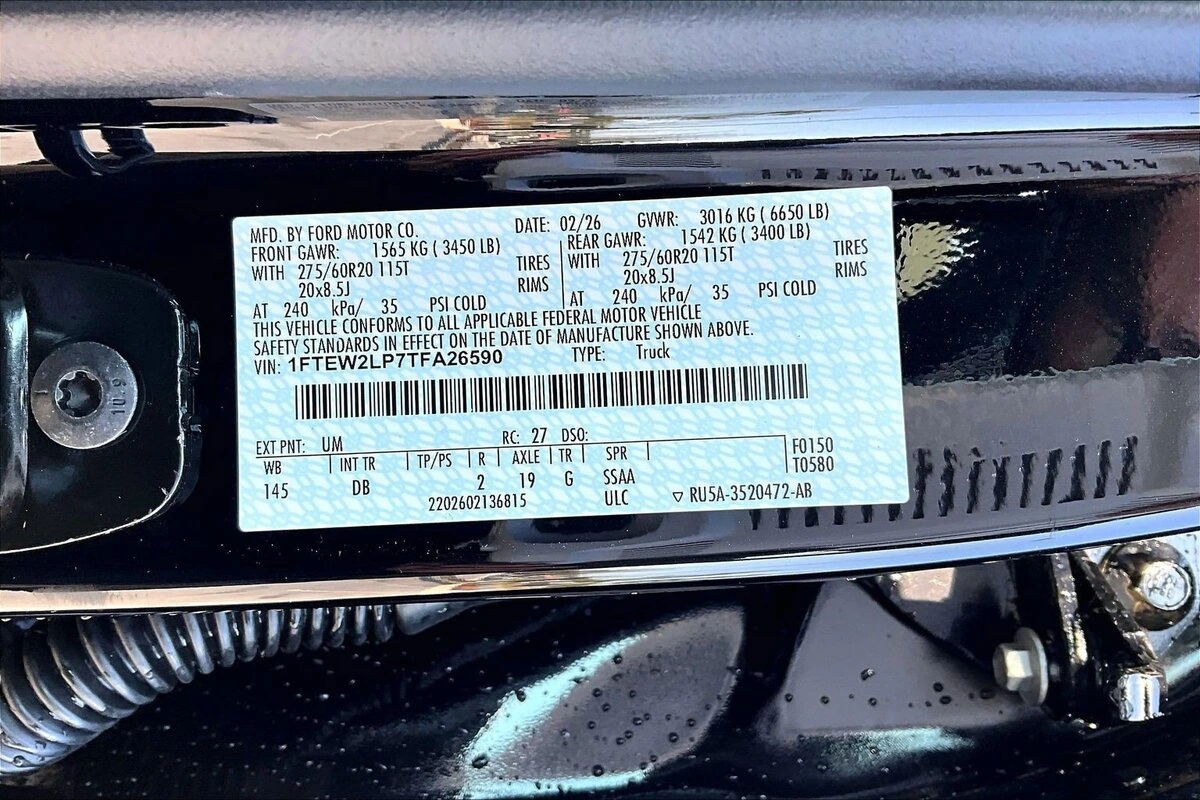 MFD. BY FORD MOTOR CO. DATE: 02/26 GVWR: 3016 KG ( 6650 LB)
FRONT GAWR: 1565 KG ( 3450 LB) REAR GAWR: 1542 KG ( 3400 LB)
WITH 275/60R20 115T TIRES WITH 275/60R20 115T TIRES
20x8.5J RIMS 20x8.5J RIMS
AT 240 kPa/ 35 PSI COLD AT 240 kPa/ 35 PSI COLD
THIS VEHICLE CONFORMS TO ALL APPLICABLE FEDERAL MOTOR VEHICLE
SAFETY STANDARDS IN EFFECT ON THE DATE OF MANUFACTURE SHOWN ABOVE.
VIN: 1FTEW2LP7TFA26590 TYPE: Truck
EXT PNT: UM RC: 27 DSO:
WB INT TR TP/PS R AXLE TR SPR F0150
145 DB 2 19 G SSAA T0580
2202602136815 ULC ▽ RU5A-3520472-AB
10.9